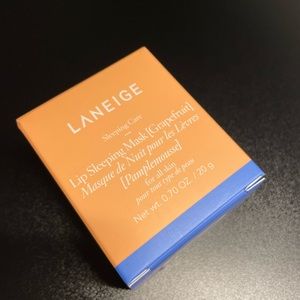 LANEIGE
Sleeping Care
Lip Sleeping Mask [Grapefruit]
Masque de Nuit pour les Lèvres
[Pamplemousse]
for all skin
pour tout type de peau
Net wt. 0.70 OZ. / 20 g